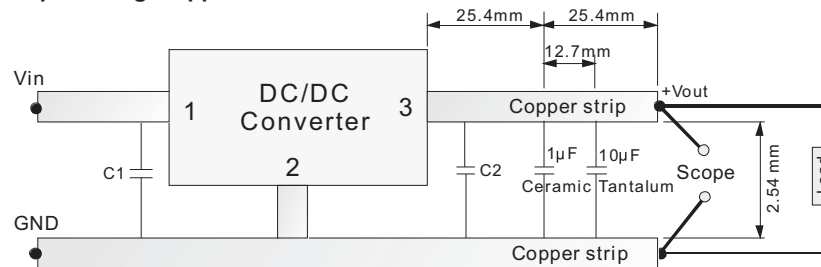 25.4mm 25.4mm
12.7mm
Vin
+Vout
1
DC/DC
Converter
3
Copper strip
2
C1
C2
1µF
Ceramic
10µF
Tantalum
Scope
2.54 mm
GND
Copper strip